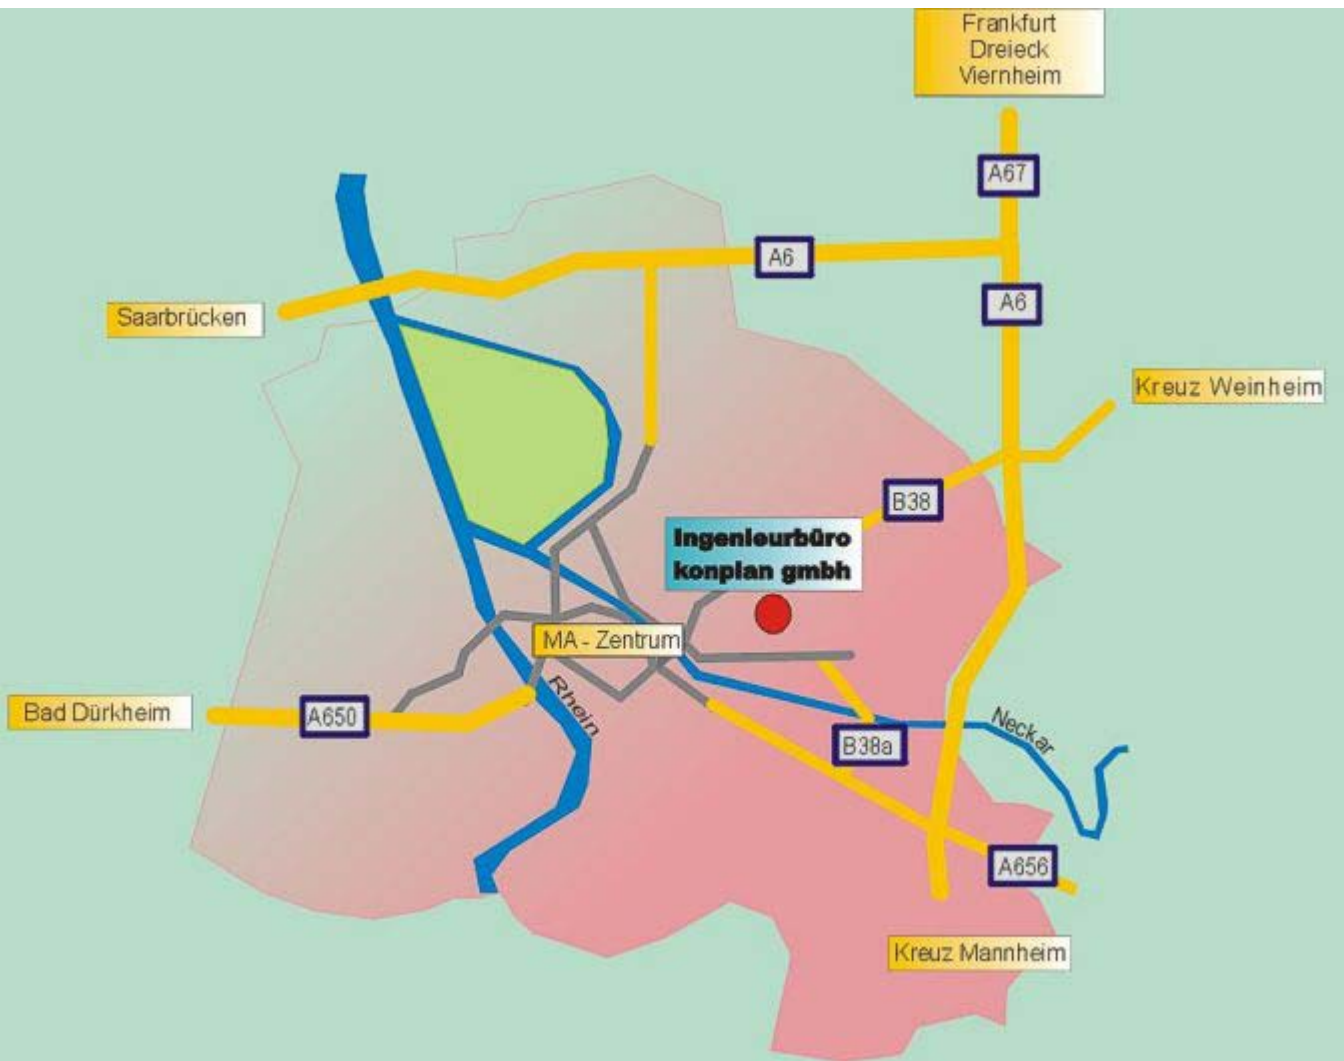 Frankfurt
Dreieck
Viernheim
A67
A6
A6
Saarbrücken
Kreuz Weinheim
B38
Ingenieurbüro
konplan gmbh
MA - Zentrum
Rhein
Bad Dürkheim
A650
Neckar
B38a
A656
Kreuz Mannheim